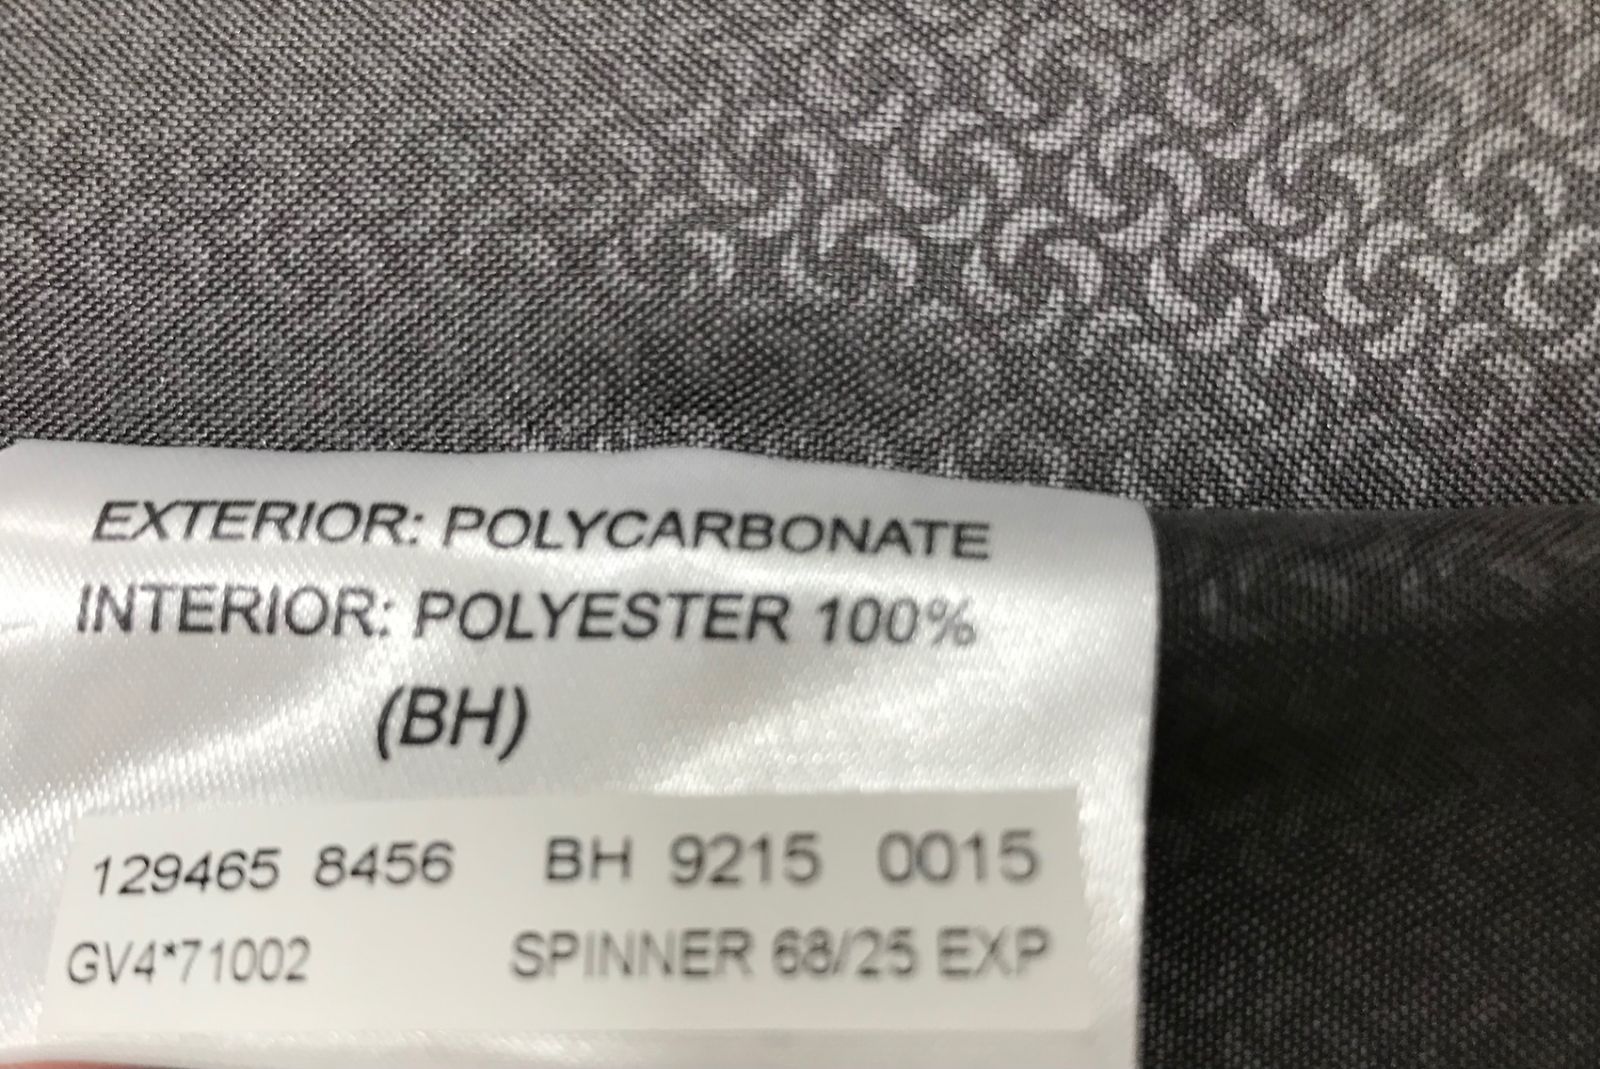 EXTERIOR: POLYCARBONATE
INTERIOR: POLYESTER 100%
(BH)
129465 8456 BH 9215 0015
GV4*71002 SPINNER 68/25 EXP